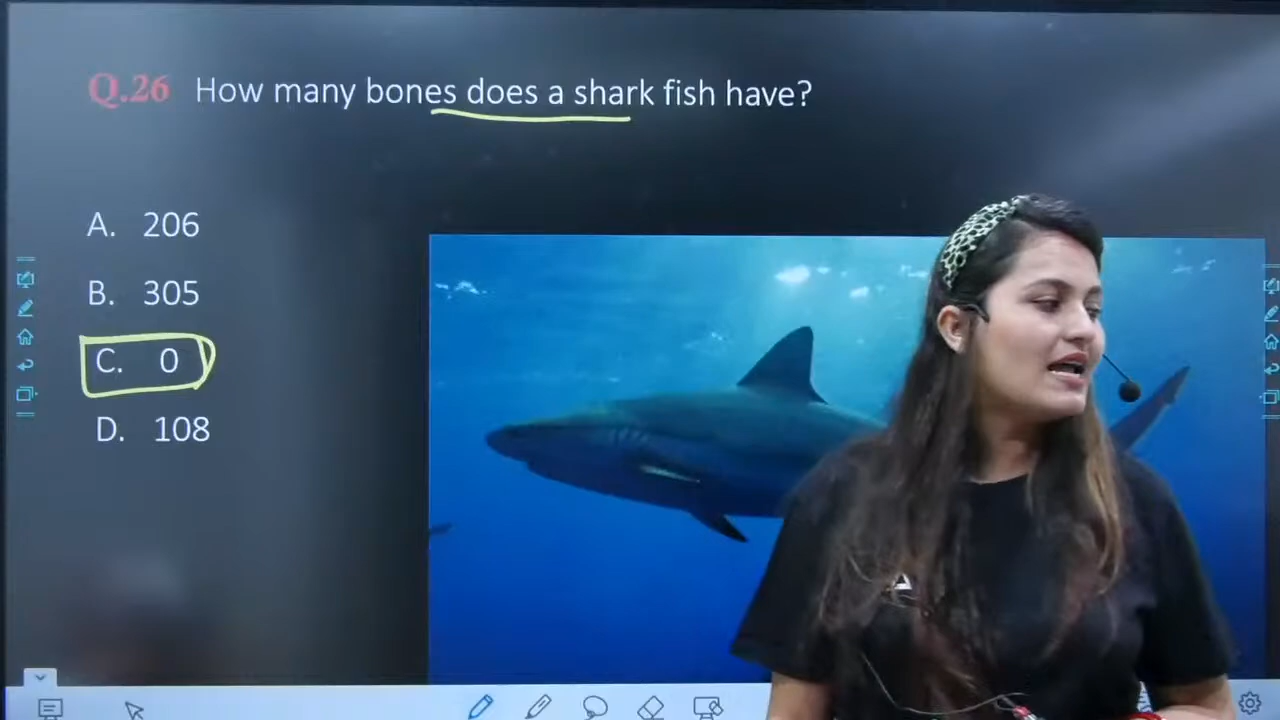 Q.26 How many bones does a shark fish have?
A. 206
B. 305
C. 0
D. 108